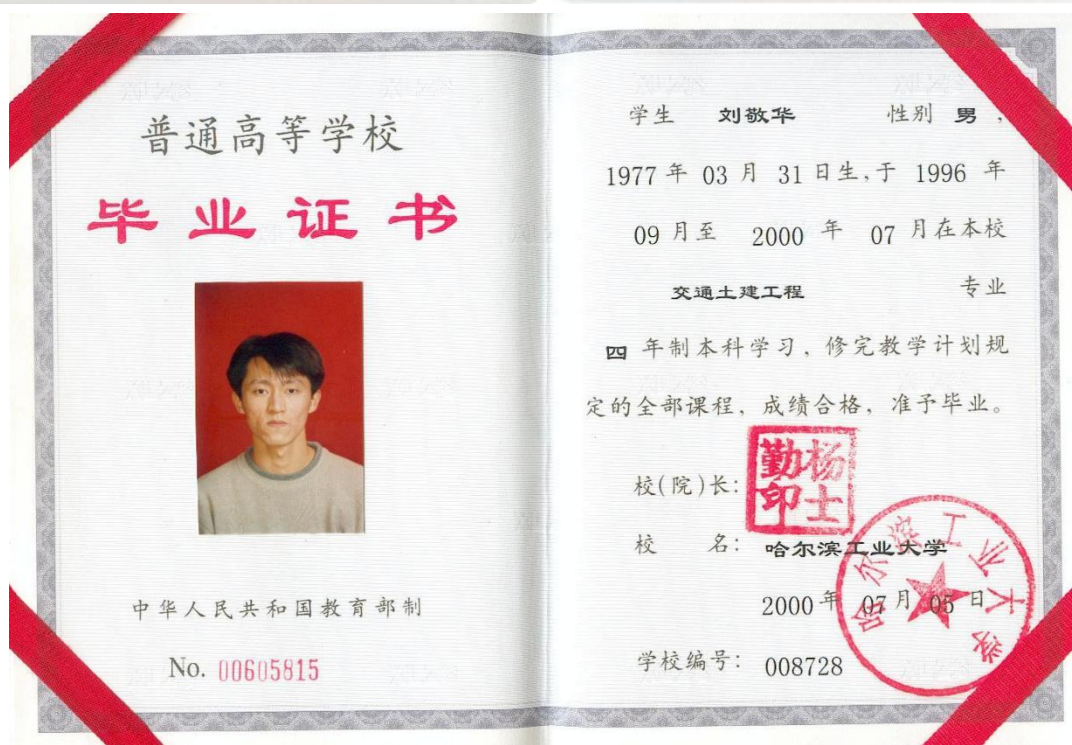 普通高等学校
毕业证书
中华人民共和国教育部制
No. 00605815
学生 刘敬华 性别 男，
1977 年 03 月 31 日生，于 1996 年
09 月至 2000 年 07 月在本校
交通土建工程 专业
四 年制本科学习，修完教学计划规
定的全部课程，成绩合格，准予毕业。
校(院)长：
杨士勤印
校 名： 哈尔滨工业大学
哈尔滨工业大学
2000 年 07 月 05 日
学校编号： 008728